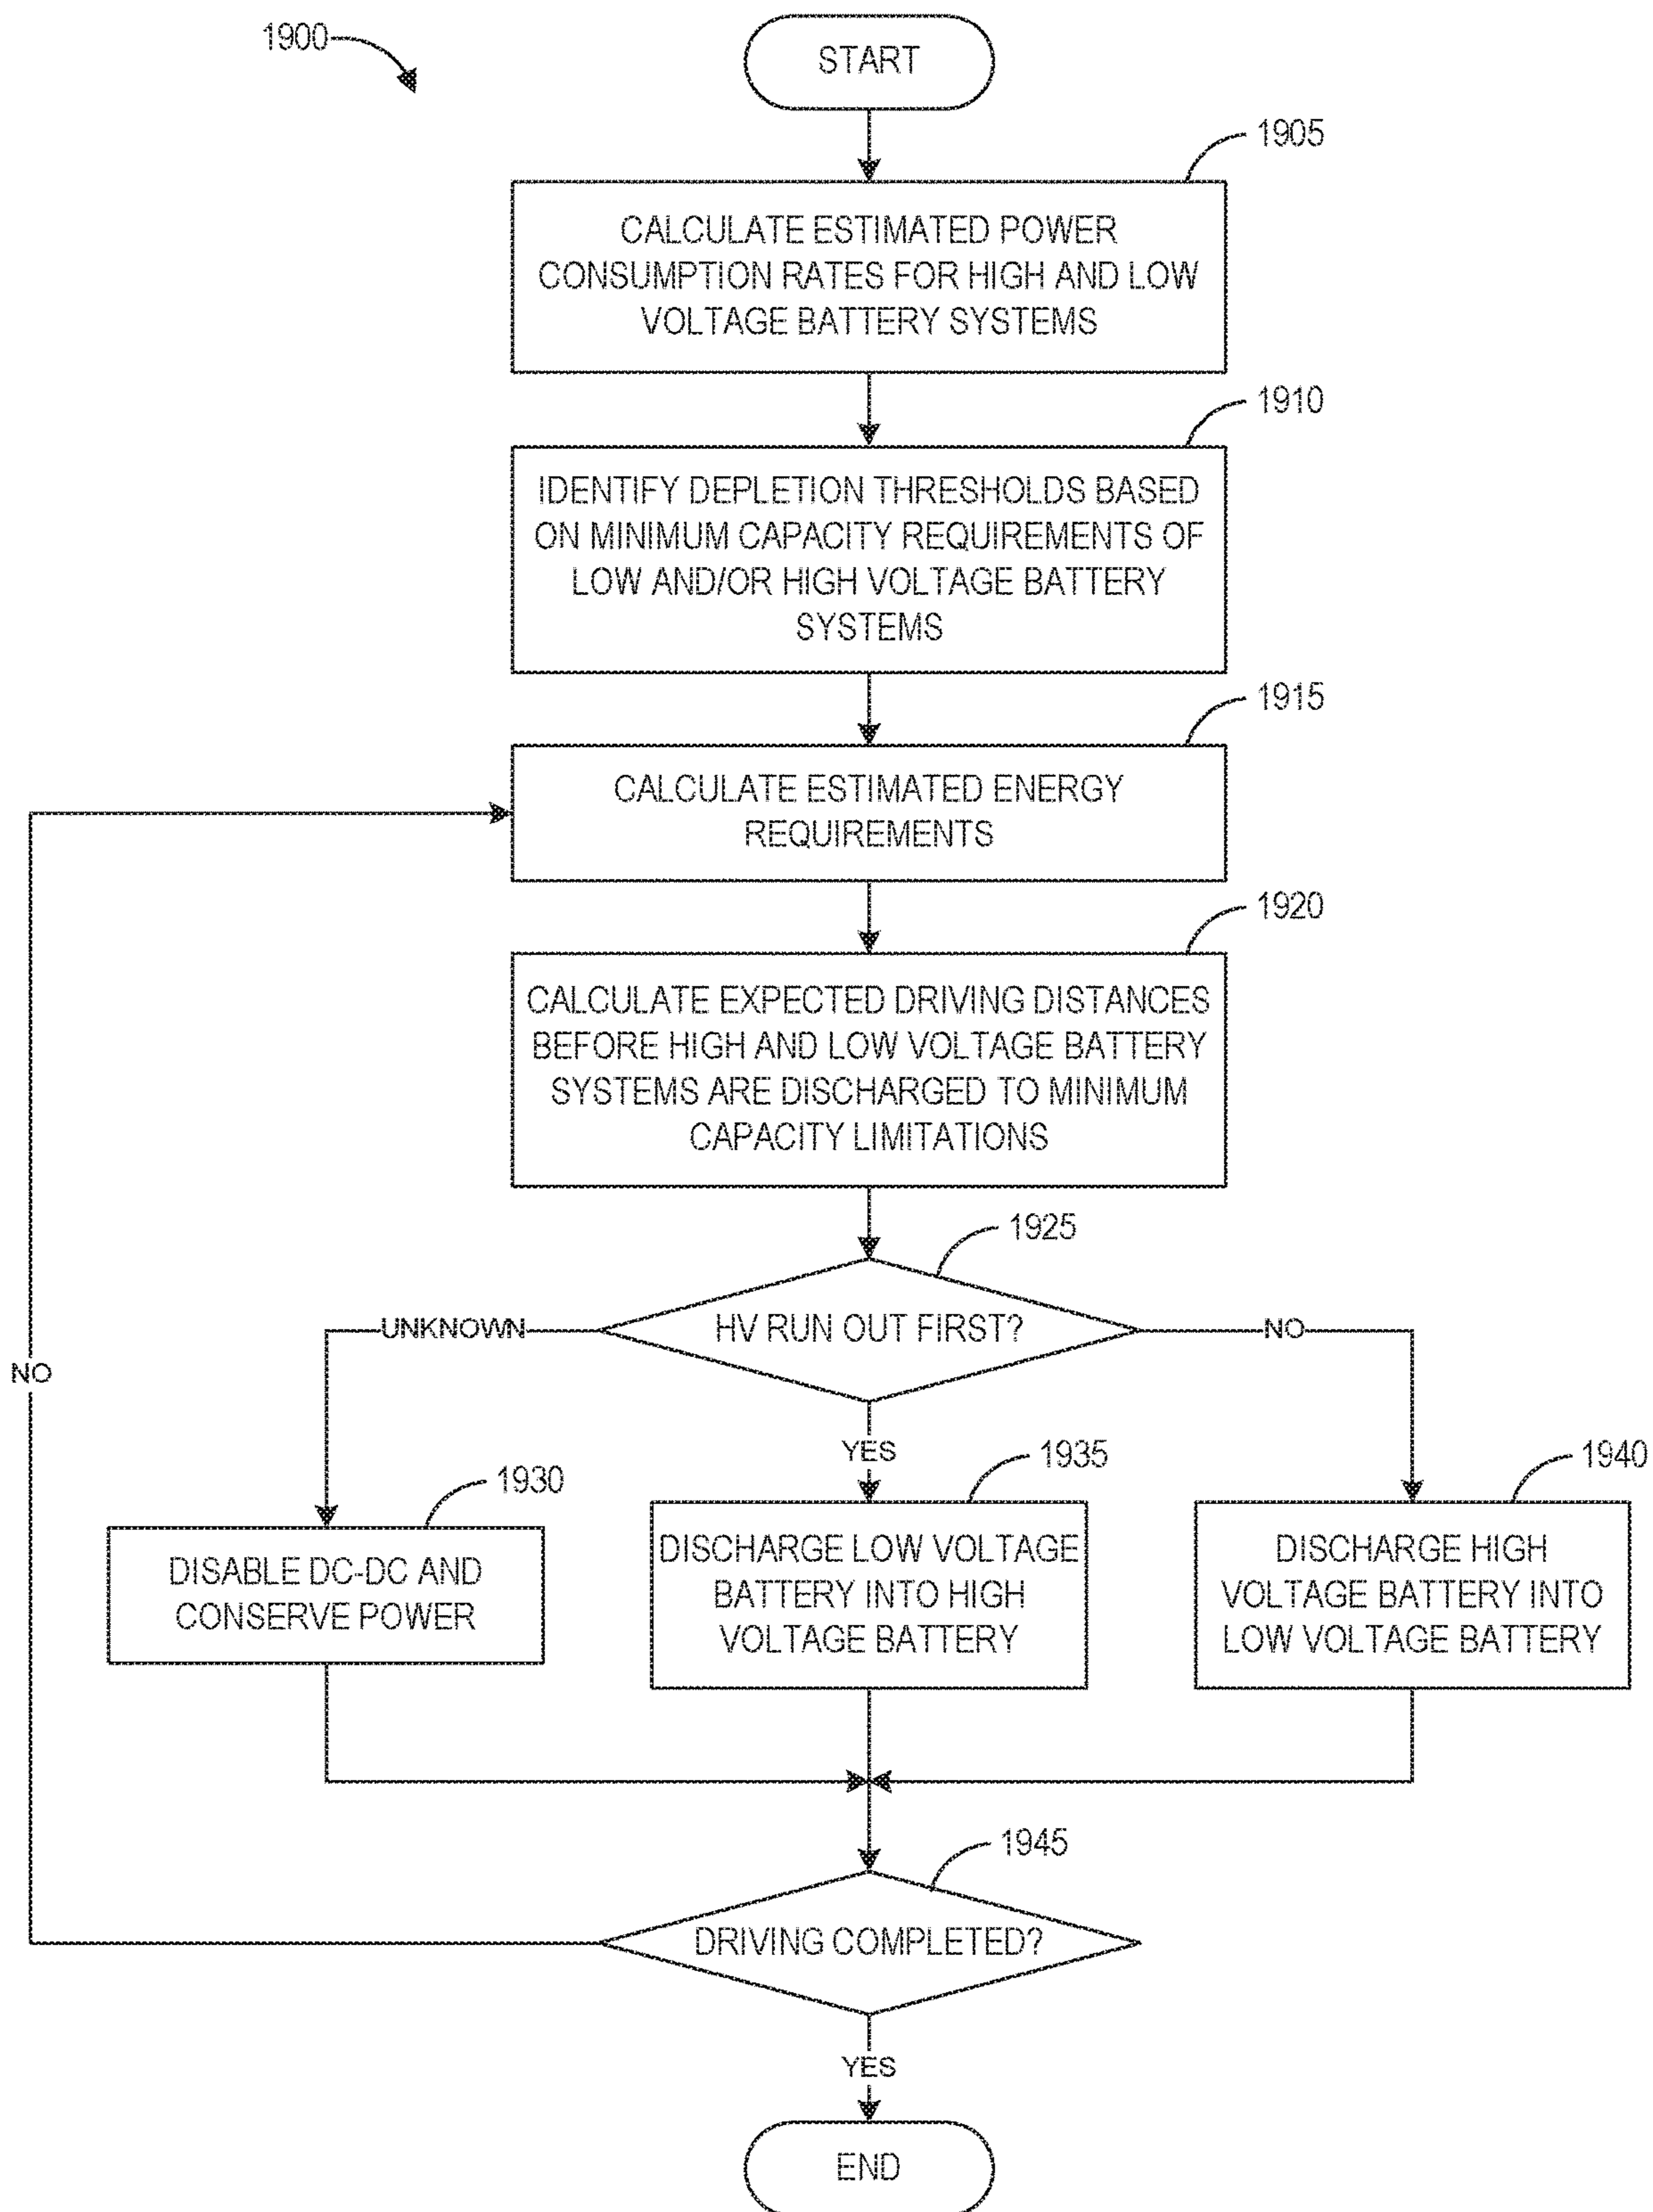 1900
START
1905
CALCULATE ESTIMATED POWER
CONSUMPTION RATES FOR HIGH AND LOW
VOLTAGE BATTERY SYSTEMS
1910
IDENTIFY DEPLETION THRESHOLDS BASED
ON MINIMUM CAPACITY REQUIREMENTS OF
LOW AND/OR HIGH VOLTAGE BATTERY
SYSTEMS
1915
CALCULATE ESTIMATED ENERGY
REQUIREMENTS
1920
CALCULATE EXPECTED DRIVING DISTANCES
BEFORE HIGH AND LOW VOLTAGE BATTERY
SYSTEMS ARE DISCHARGED TO MINIMUM
CAPACITY LIMITATIONS
1925
HV RUN OUT FIRST?
UNKNOWN
NO
YES
NO
1930
DISABLE DC-DC AND
CONSERVE POWER
1935
DISCHARGE LOW VOLTAGE
BATTERY INTO HIGH
VOLTAGE BATTERY
1940
DISCHARGE HIGH
VOLTAGE BATTERY INTO
LOW VOLTAGE BATTERY
1945
DRIVING COMPLETED?
YES
END